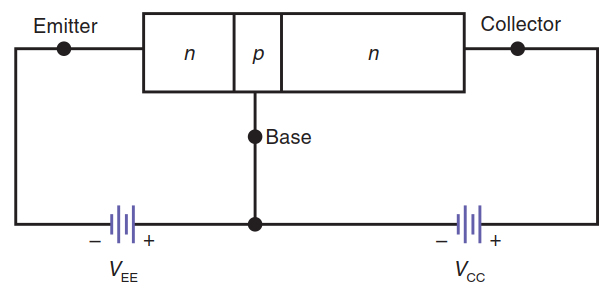 Emitter
Collector
n p n
Base
– + – +
VEE VCC